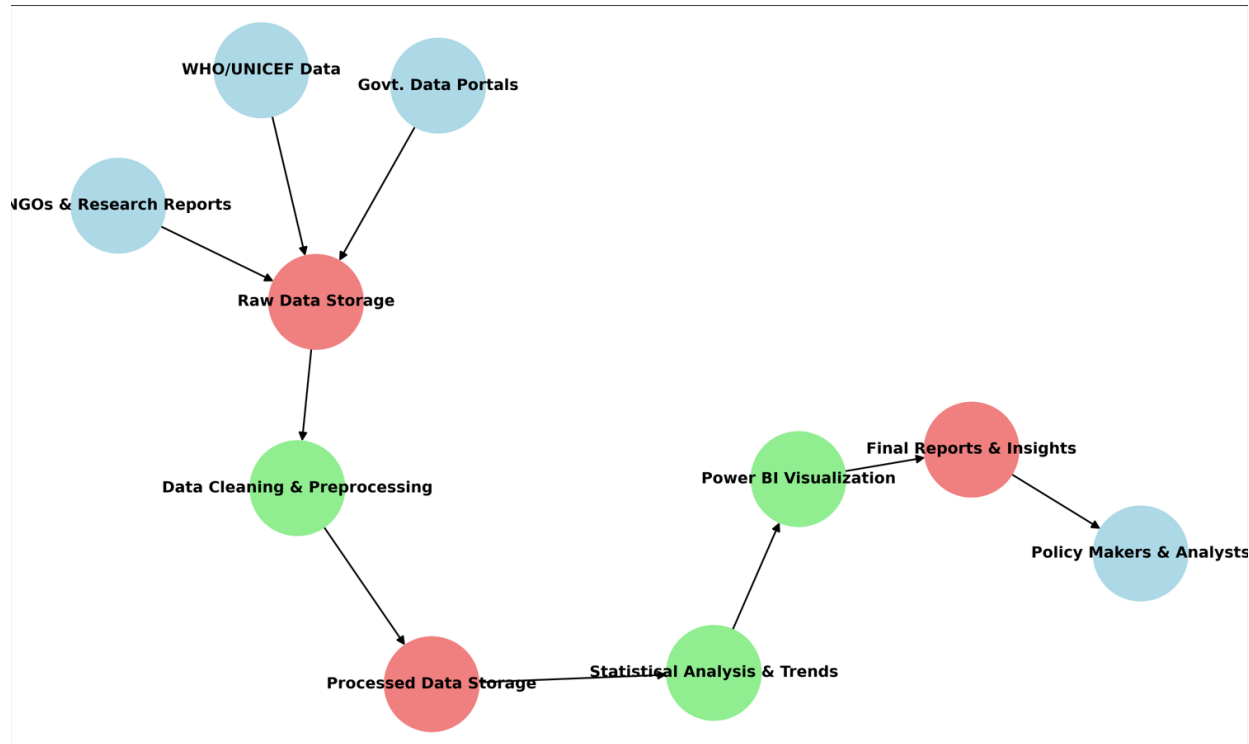 WHO/UNICEF Data
Govt. Data Portals
NGOs & Research Reports
Raw Data Storage
Data Cleaning & Preprocessing
Processed Data Storage
Statistical Analysis & Trends
Power BI Visualization
Final Reports & Insights
Policy Makers & Analysts